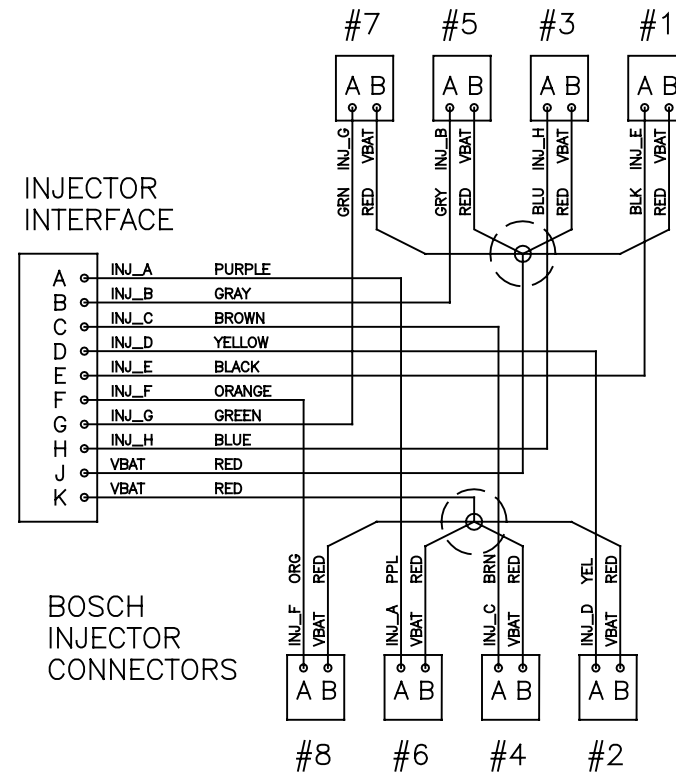 #7 #5 #3 #1
A B A B A B A B
GRN INJ_G
RED VBAT
GRY INJ_B
RED VBAT
BLU INJ_H
RED VBAT
BLK INJ_E
RED VBAT
INJECTOR
INTERFACE
A INJ_A PURPLE
B INJ_B GRAY
C INJ_C BROWN
D INJ_D YELLOW
E INJ_E BLACK
F INJ_F ORANGE
G INJ_G GREEN
H INJ_H BLUE
J VBAT RED
K VBAT RED
INJ_F ORG
VBAT RED
INJ_A PPL
VBAT RED
INJ_C BRN
VBAT RED
INJ_D YEL
VBAT RED
BOSCH
INJECTOR
CONNECTORS
A B A B A B A B
#8 #6 #4 #2